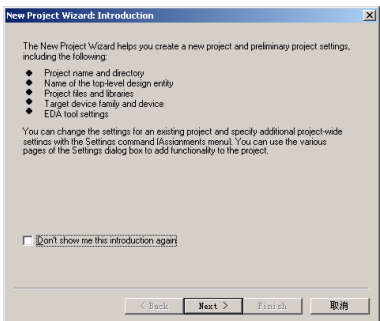 New Project Wizard: Introduction
The New Project Wizard helps you create a new project and preliminary project settings,
including the following:
Project name and directory
Name of the top-level design entity
Project files and libraries
Target device family and device
EDA tool settings
You can change the settings for an existing project and specify additional project-wide
settings with the Settings command (Assignments menu). You can use the various
pages of the Settings dialog box to add functionality to the project.
Don't show me this introduction again
< Back Next > Finish 取消